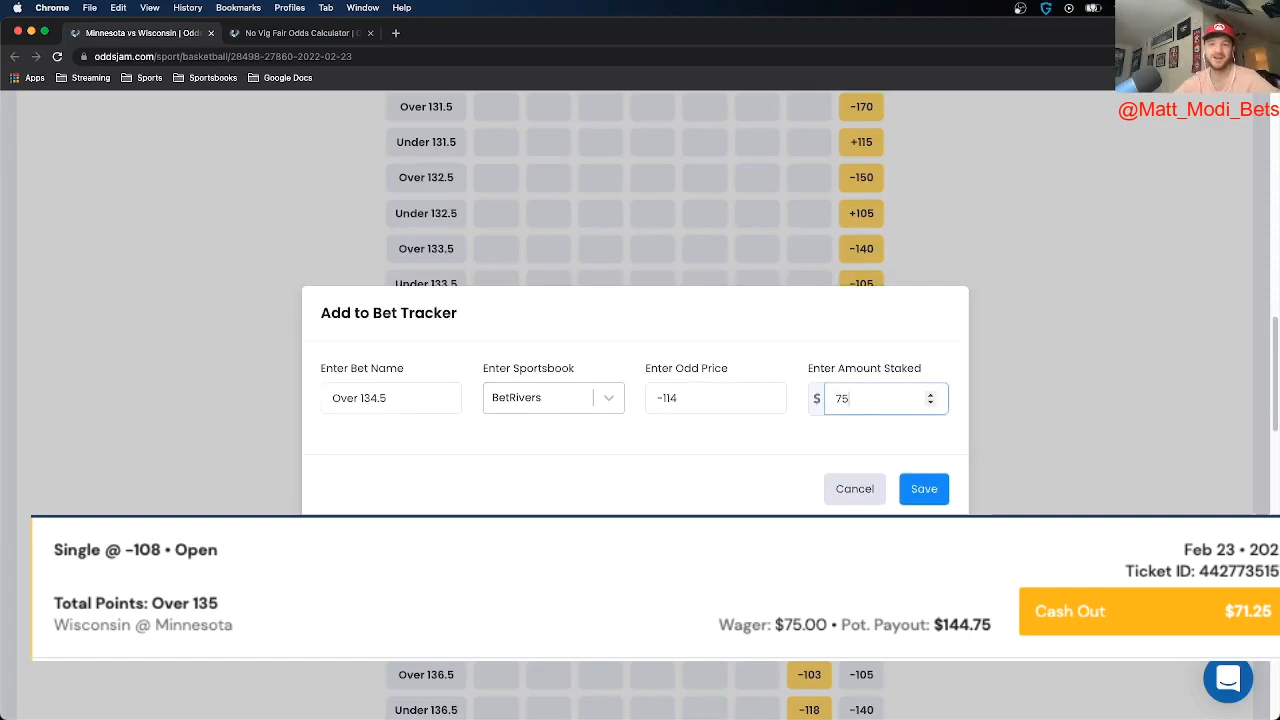 Chrome File Edit View History Bookmarks Profiles Tab Window Help
Minnesota vs Wisconsin | Odds
No Vig Fair Odds Calculator | O
oddsjam.com/sport/basketball/28498-27860-2022-02-23
Apps Streaming Sports Sportsbooks Google Docs
@Matt_Modi_Bets
Over 131.5 -170
Under 131.5 +115
Over 132.5 -150
Under 132.5 +105
Over 133.5 -140
Under 133.5 -105
Add to Bet Tracker
Enter Bet Name Enter Sportsbook Enter Odd Price Enter Amount Staked
Over 134.5 BetRivers -114 $ 75
Cancel Save
Single @ -108 • Open Feb 23 • 202
Ticket ID: 442773515
Total Points: Over 135 Cash Out $71.25
Wisconsin @ Minnesota Wager: $75.00 • Pot. Payout: $144.75
Over 136.5 -103 -105
Under 136.5 -118 -140